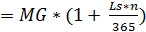 = MG * (1 + Ls*n/365)